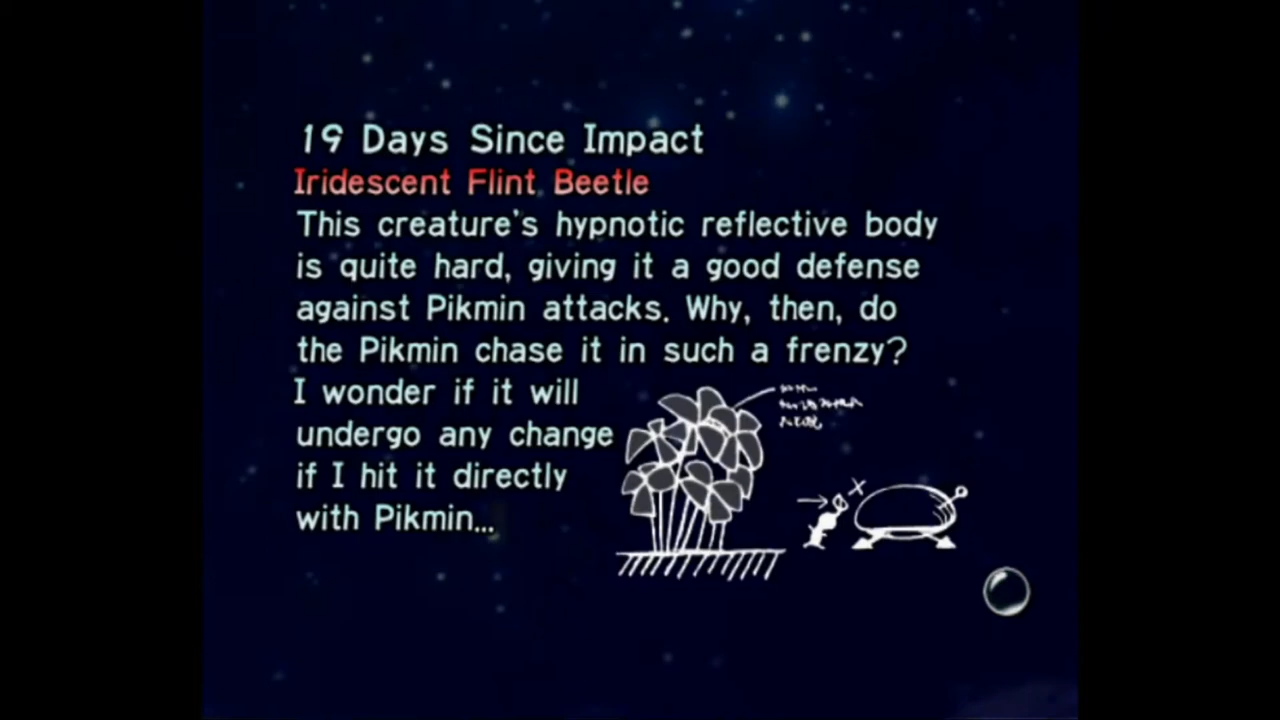 19 Days Since Impact
Iridescent Flint Beetle
This creature's hypnotic reflective body
is quite hard, giving it a good defense
against Pikmin attacks. Why, then, do
the Pikmin chase it in such a frenzy?
I wonder if it will
undergo any change
if I hit it directly
with Pikmin...